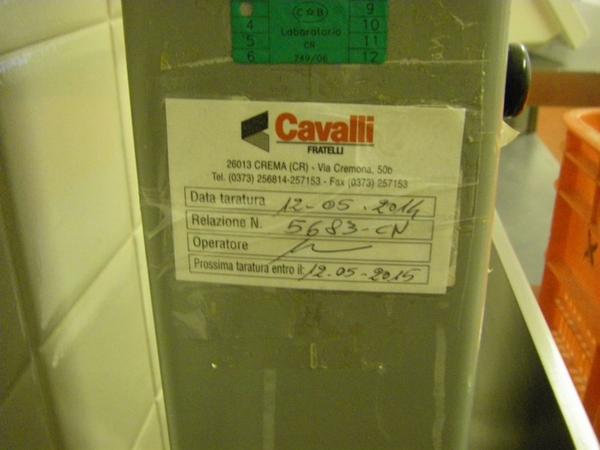 C B
9
4
10
Laboratorio
5
CR
11
6
749/06
12
Cavalli
FRATELLI
26013 CREMA (CR) - Via Cremona, 50b
Tel. (0373) 256814-257153 - Fax (0373) 257153
Data taratura 12-05-2014
Relazione N. 5683-CN
Operatore
Prossima taratura entro il: 12-05-2015